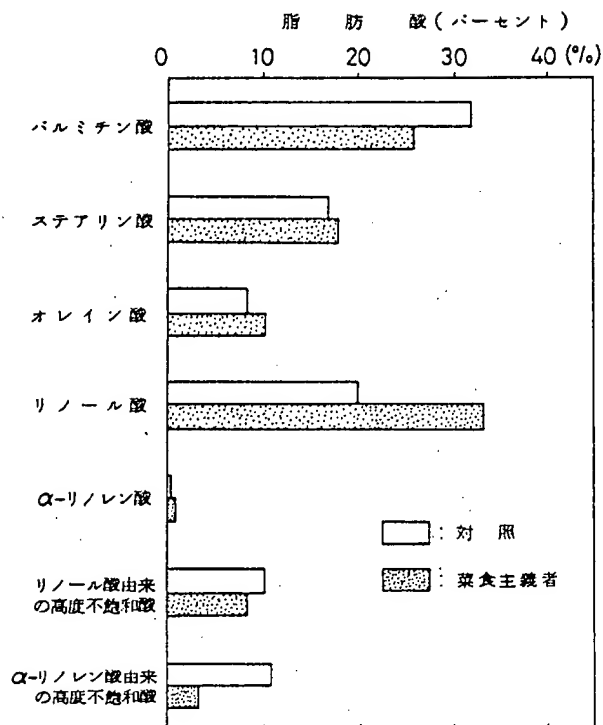 脂肪酸(パーセント)
0 10 20 30 40 (%)
パルミチン酸
ステアリン酸
オレイン酸
リノール酸
α-リノレン酸
□: 対照
リノール酸由来
の高度不飽和酸
: 菜食主義者
α-リノレン酸由来
の高度不飽和酸